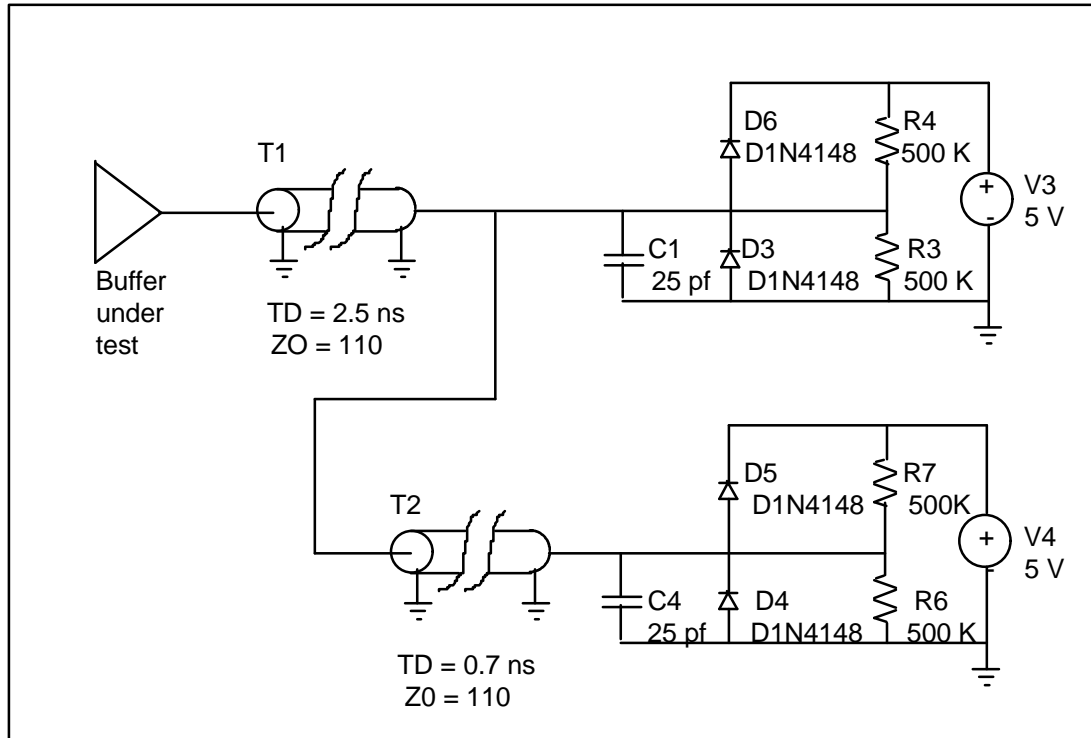 T1
Buffer
under
test
TD = 2.5 ns
ZO = 110
C1
25 pf
D6
D1N4148
D3
D1N4148
R4
500 K
R3
500 K
+
-
V3
5 V
T2
TD = 0.7 ns
Z0 = 110
C4
25 pf
D5
D1N4148
D4
D1N4148
R7
500K
R6
500 K
+
-
V4
5 V